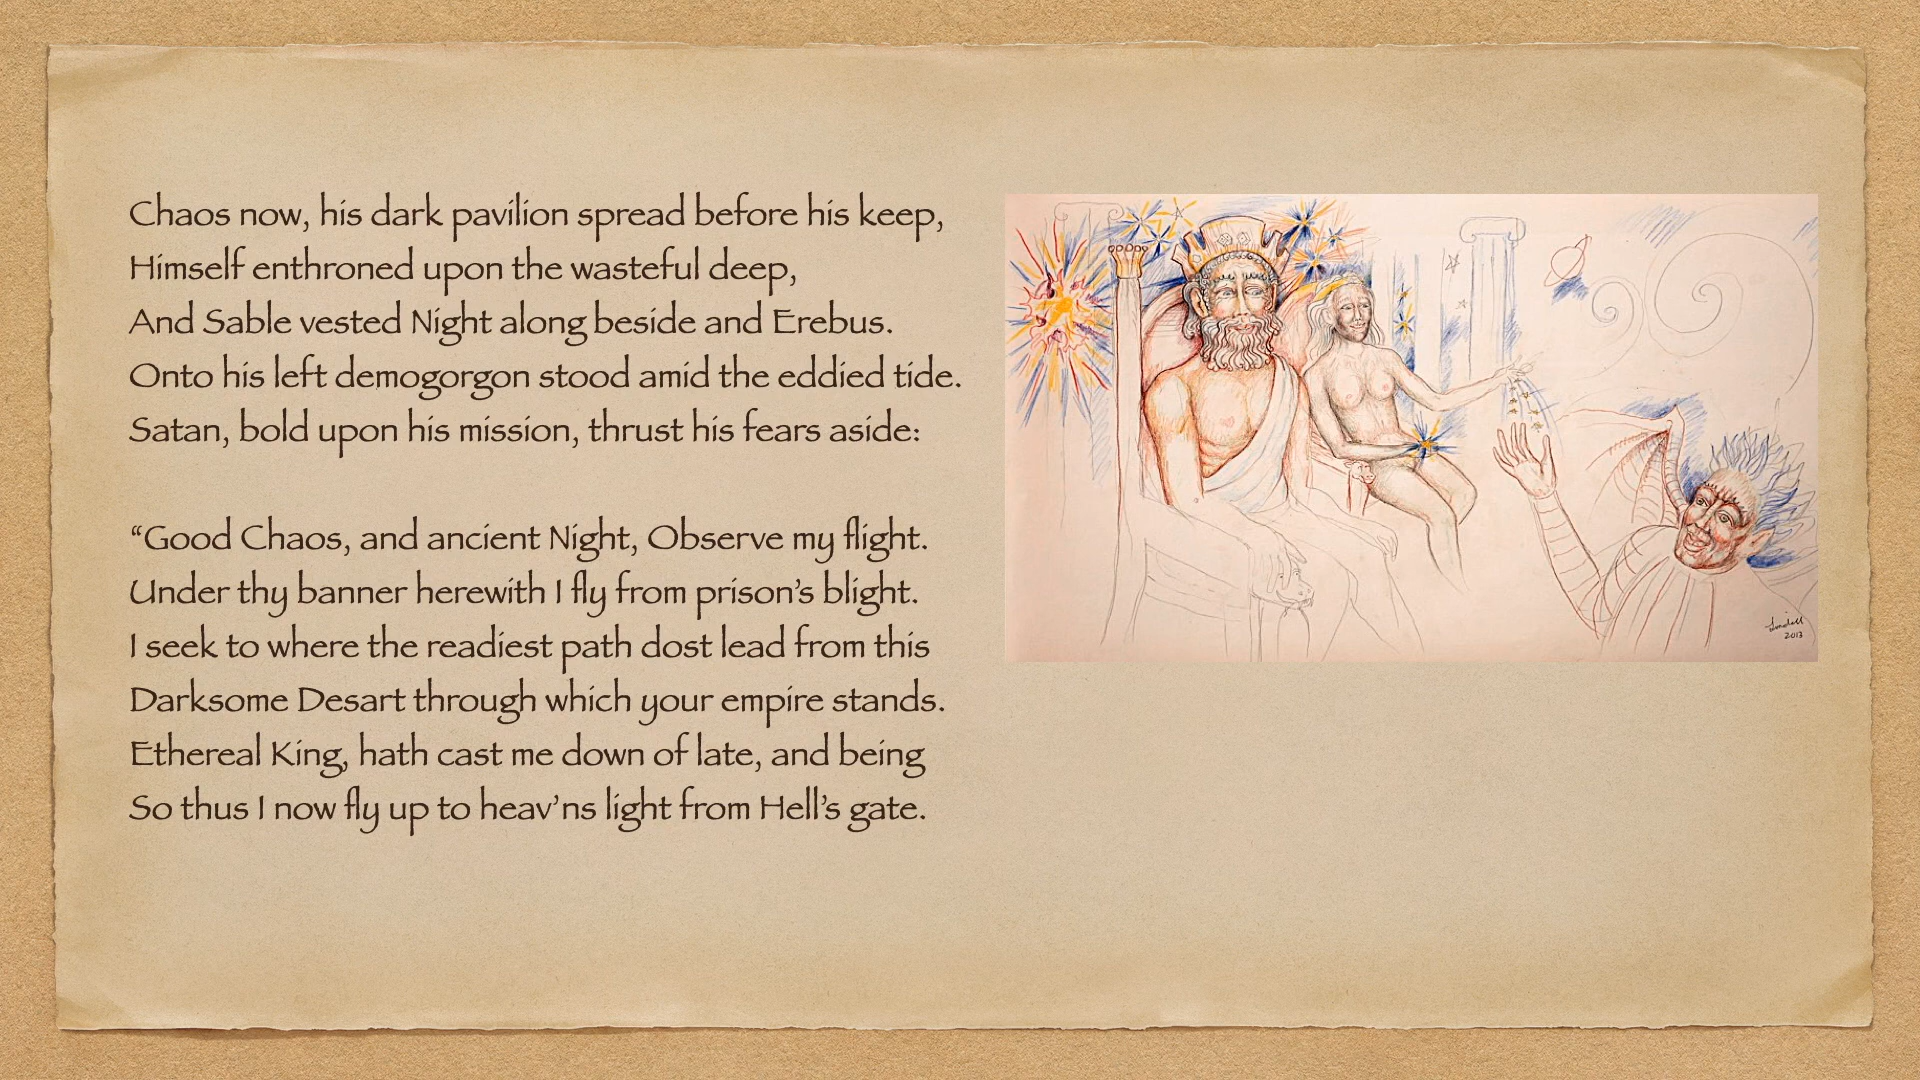 Chaos now, his dark pavilion spread before his keep,
Himself enthroned upon the wasteful deep,
And Sable vested Night along beside and Erebus.
Onto his left demogorgon stood amid the eddied tide.
Satan, bold upon his mission, thrust his fears aside:
“Good Chaos, and ancient Night, Observe my flight.
Under thy banner herewith I fly from prison’s blight.
I seek to where the readiest path dost lead from this
Darksome Desart through which your empire stands.
Ethereal King, hath cast me down of late, and being
So thus I now fly up to heav’ns light from Hell’s gate.
2013